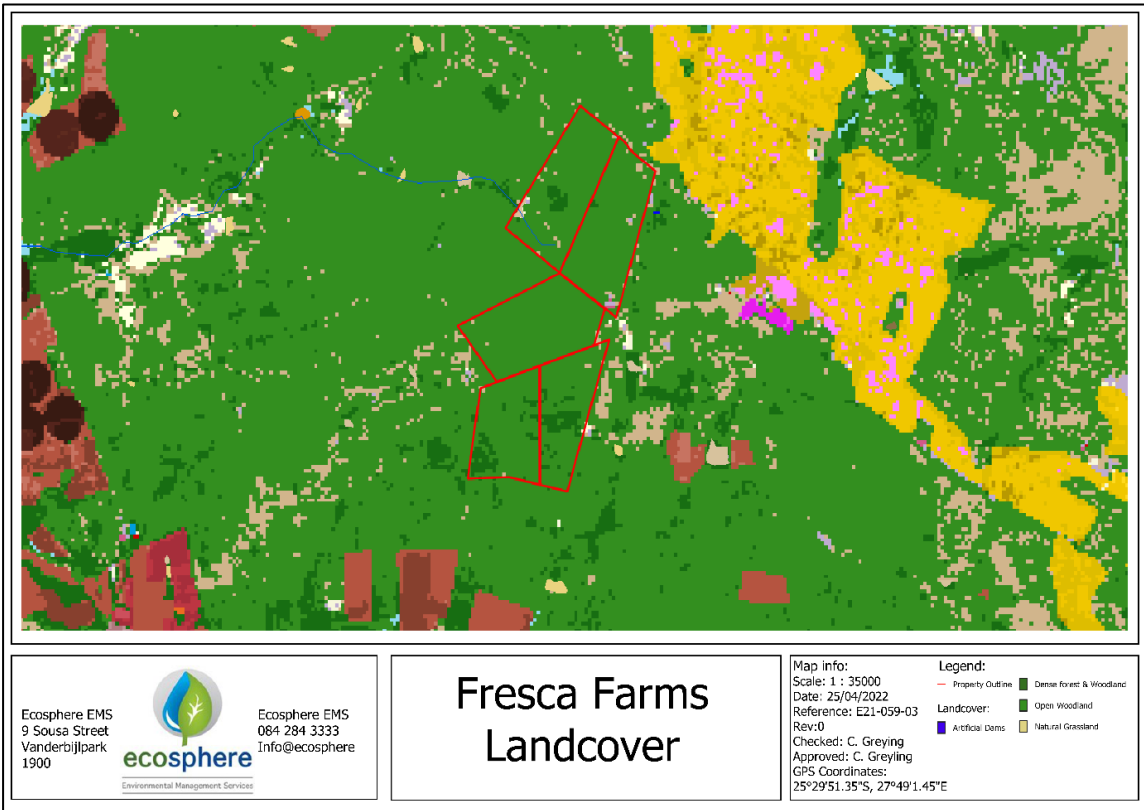 Ecosphere EMS
9 Sousa Street
Vanderbijlpark
1900
ecosphere
Environmental Management Services
Ecosphere EMS
084 284 3333
Info@ecosphere
Fresca Farms
Landcover
Map info:
Scale: 1 : 35000
Date: 25/04/2022
Reference: E21-059-03
Rev:0
Checked: C. Greying
Approved: C. Greyling
GPS Coordinates:
25°29'51.35"S, 27°49'1.45"E
Legend:
Property Outline
Landcover:
Artificial Dams
Dense forest & Woodland
Open Woodland
Natural Grassland